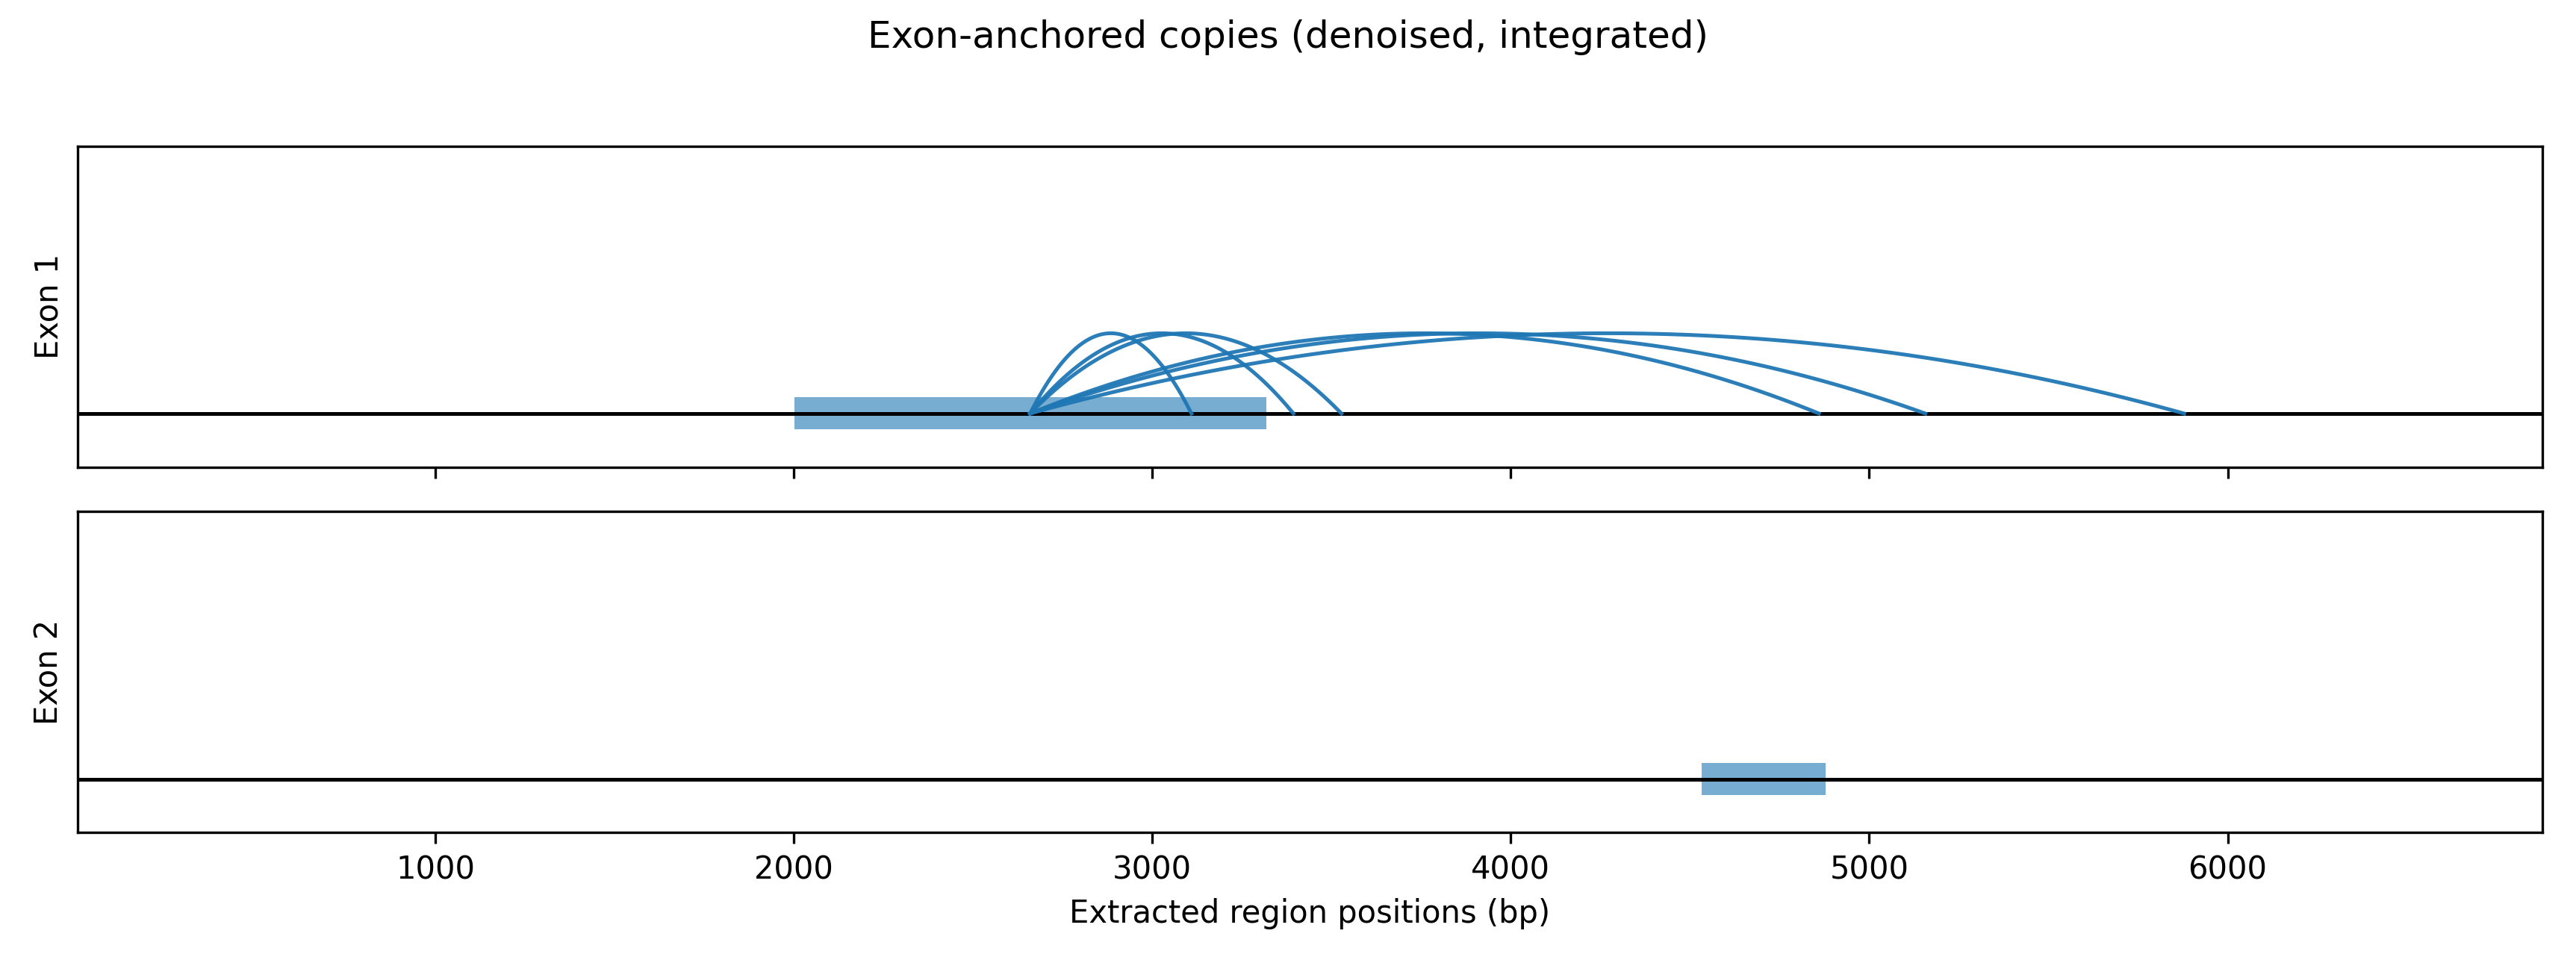 Exon-anchored copies (denoised, integrated)
Exon 1
Exon 2
1000 2000 3000 4000 5000 6000
Extracted region positions (bp)